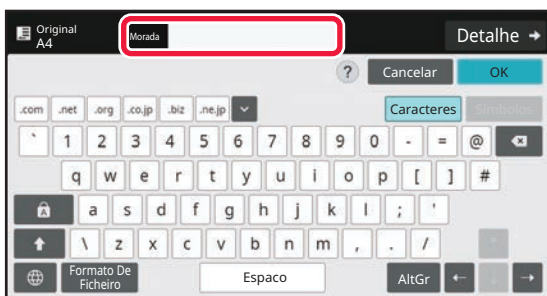 Original
A4
Morada
Detalhe →
? Cancelar OK
.com .net .org .co.jp .biz .ne.jp Caracteres Símbolos
` 1 2 3 4 5 6 7 8 9 0 - = @
q w e r t y u i o p [ ] #
A a s d f g h j k l ; '
\ z x c v b n m , . /
Formato De
Ficheiro
Espaco AltGr ← ↓ →